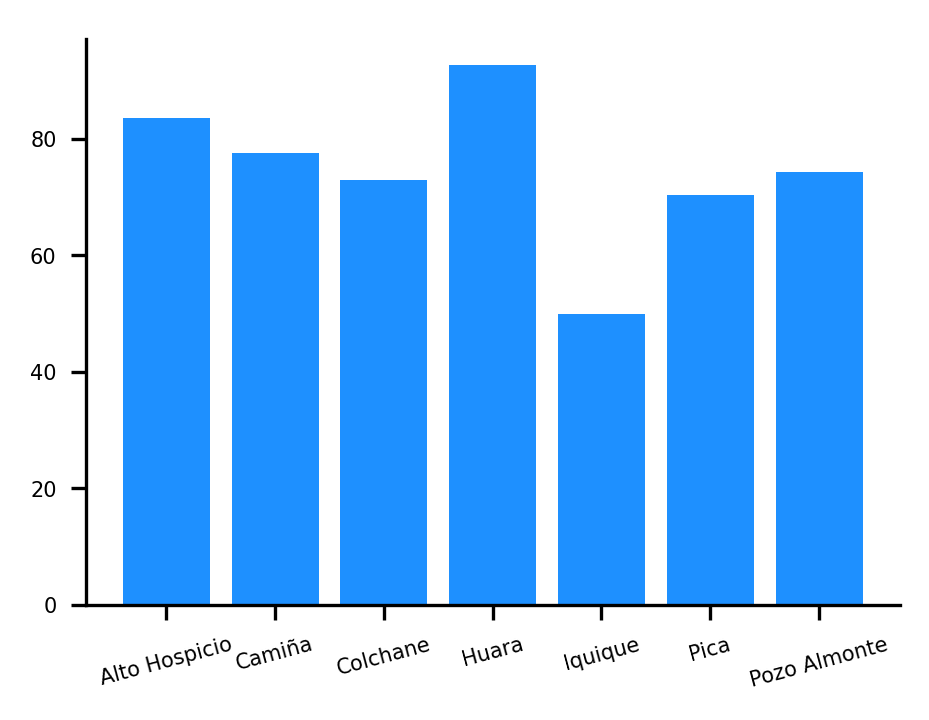 80
60
40
20
0
Alto Hospicio
Camiña
Colchane
Huara
Iquique
Pica
Pozo Almonte